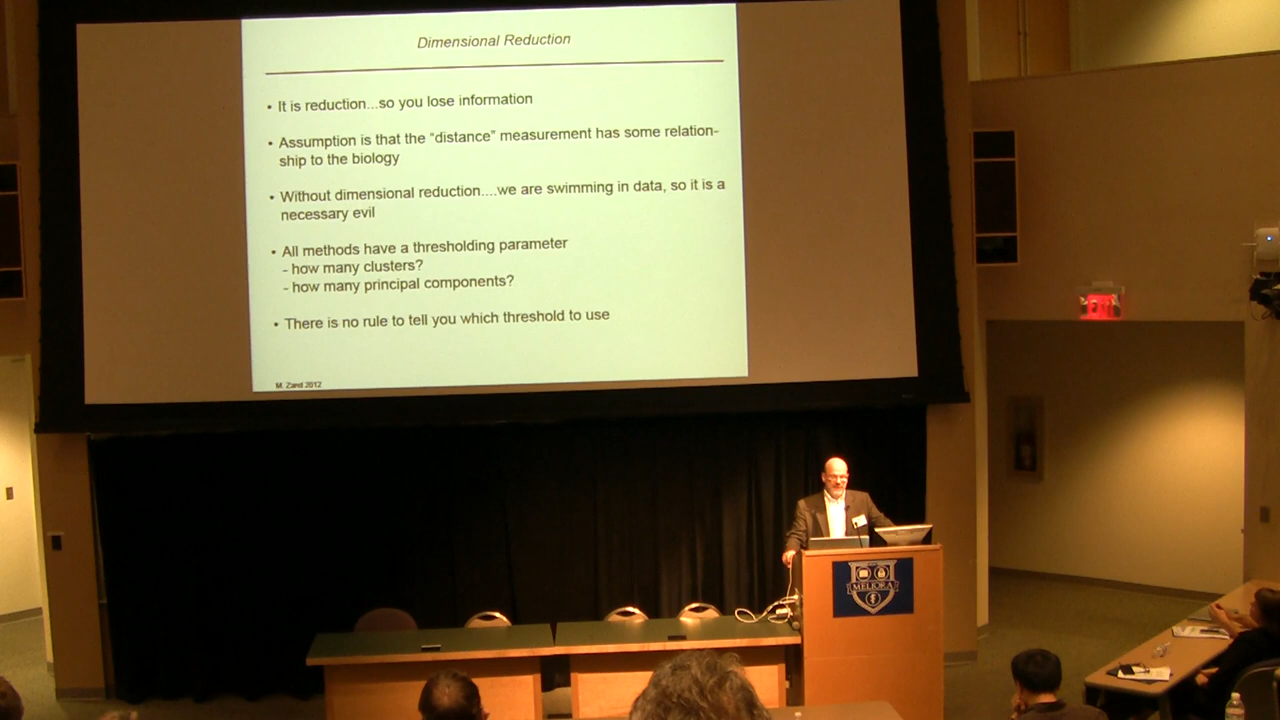 Dimensional Reduction
• It is reduction...so you lose information
• Assumption is that the “distance” measurement has some relation-
ship to the biology
• Without dimensional reduction....we are swimming in data, so it is a
necessary evil
• All methods have a thresholding parameter
- how many clusters?
- how many principal components?
• There is no rule to tell you which threshold to use
M. Zand 2012
MELIORA